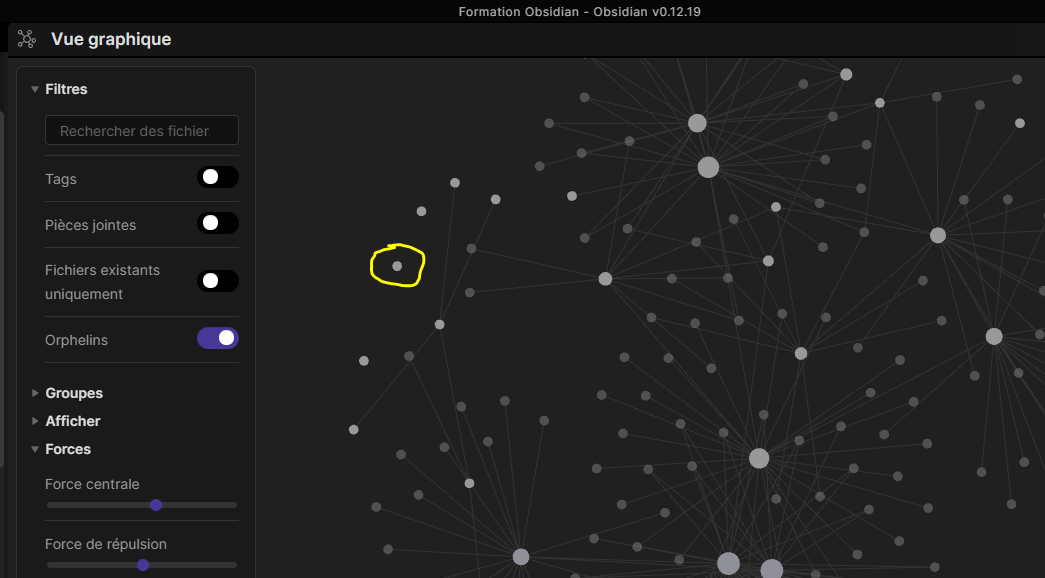 Formation Obsidian - Obsidian v0.12.19
Vue graphique
Filtres
Rechercher des fichier
Tags
Pièces jointes
Fichiers existants
uniquement
Orphelins
Groupes
Afficher
Forces
Force centrale
Force de répulsion